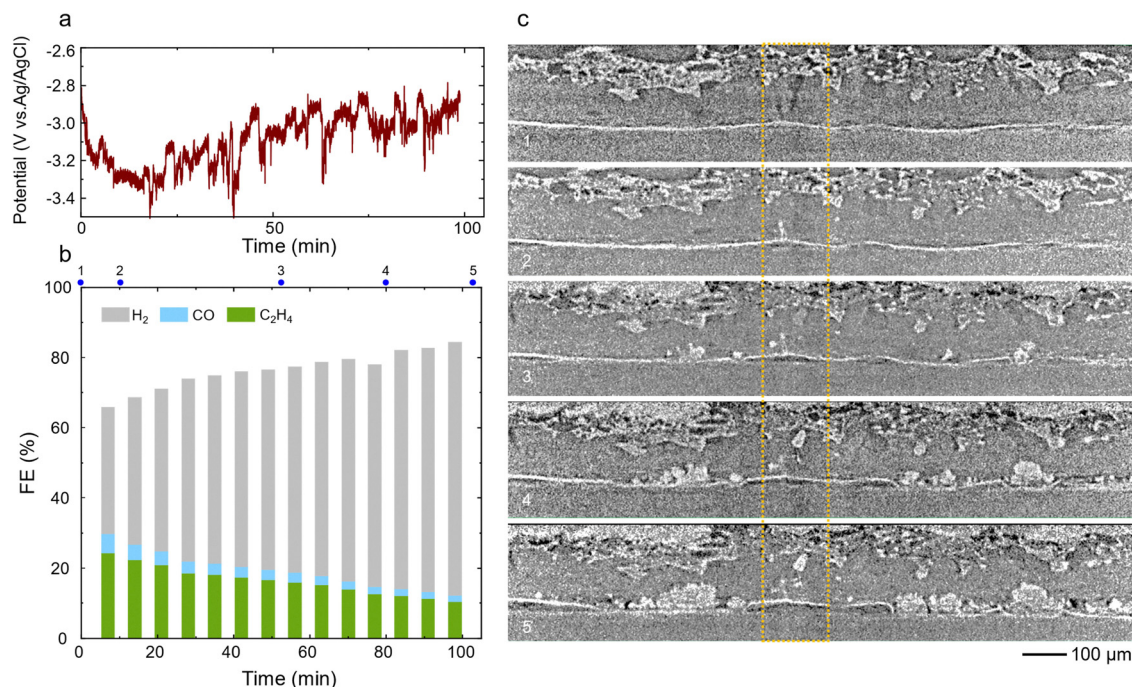 a
-2.6
-2.8
-3.0
-3.2
-3.4
Potential (V vs.Ag/AgCl)
0
50
100
Time (min)
b
1
2
3
4
5
100
80
60
40
20
0
FE (%)
H₂
CO
C₂H₄
0
20
40
60
80
100
Time (min)
c
1
2
3
4
5
100 µm